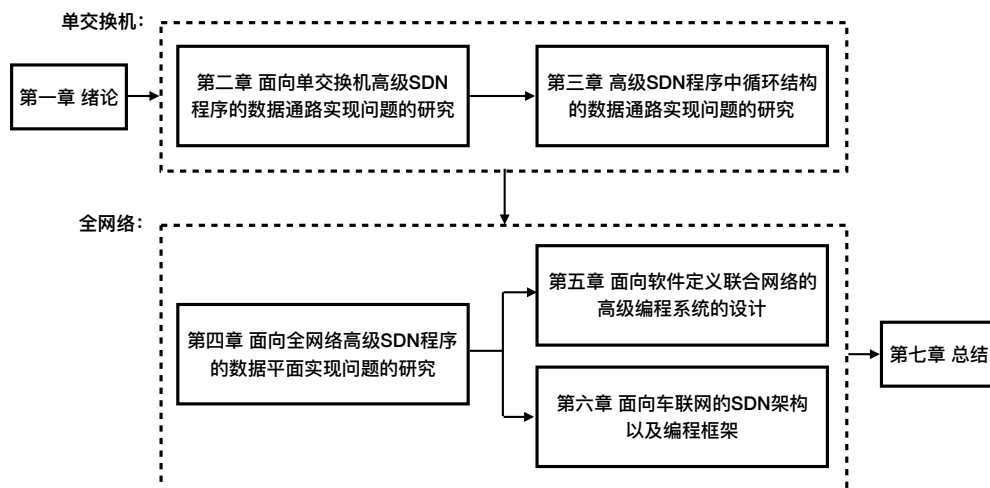 单交换机：
第一章 绪论
第二章 面向单交换机高级SDN
程序的数据通路实现问题的研究
第三章 高级SDN程序中循环结构
的数据通路实现问题的研究
全网络：
第四章 面向全网络高级SDN程序
的数据平面实现问题的研究
第五章 面向软件定义联合网络的
高级编程系统的设计
第六章 面向车联网的SDN架构
以及编程框架
第七章 总结